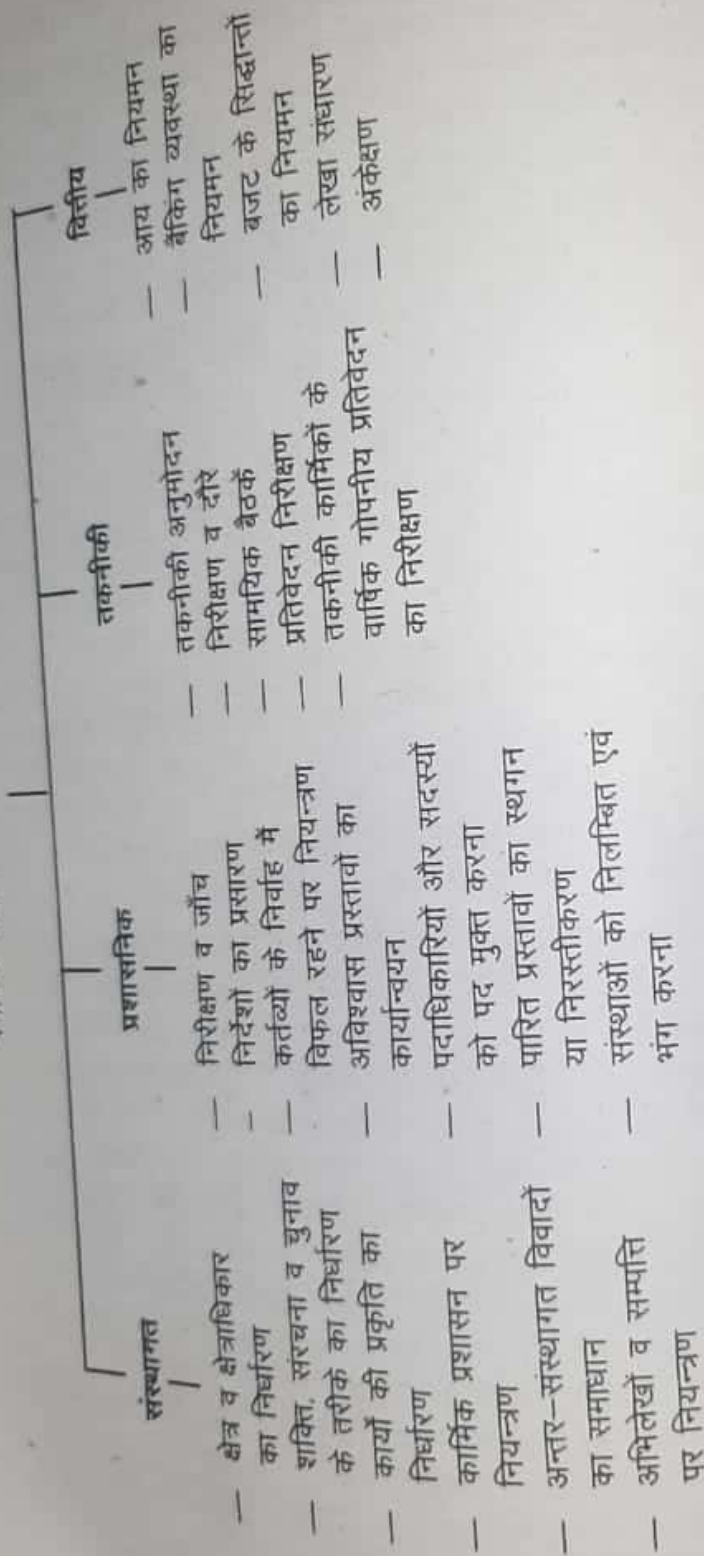 संस्थागत
— क्षेत्र व क्षेत्राधिकार
का निर्धारण
— शक्ति, संरचना व चुनाव
के तरीके का निर्धारण
— कार्यों की प्रकृति का
निर्धारण
— कार्मिक प्रशासन पर
नियन्त्रण
— अन्तर-संस्थागत विवादों
का समाधान
— अभिलेखों व सम्पत्ति
पर नियन्त्रण
प्रशासनिक
— निरीक्षण व जाँच
- निर्देशों का प्रसारण
— कर्तव्यों के निर्वाह में
विफल रहने पर नियन्त्रण
— अविश्वास प्रस्तावों का
कार्यान्वयन
— पदाधिकारियों और सदस्यों
को पद मुक्त करना
— पारित प्रस्तावों का स्थगन
या निरस्तीकरण
— संस्थाओं को निलम्बित एवं
भंग करना
तकनीकी
— तकनीकी अनुमोदन
— निरीक्षण व दौरे
— सामयिक बैठकें
— प्रतिवेदन निरीक्षण
— तकनीकी कार्मिकों के
वार्षिक गोपनीय प्रतिवेदन
का निरीक्षण
वित्तीय
— आय का नियमन
— बैंकिंग व्यवस्था का
नियमन
— बजट के सिद्धान्तों
का नियमन
— लेखा संधारण
— अंकेक्षण